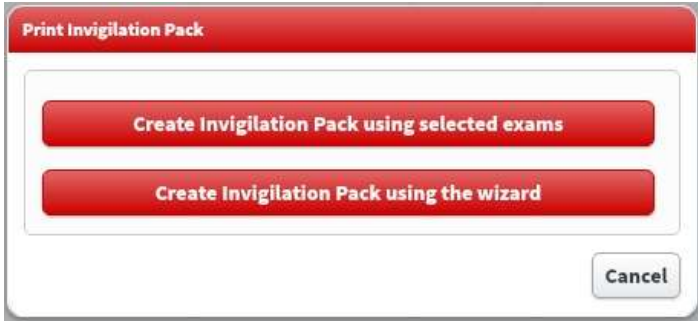 Print Invigilation Pack
Create Invigilation Pack using selected exams
Create Invigilation Pack using the wizard
Cancel